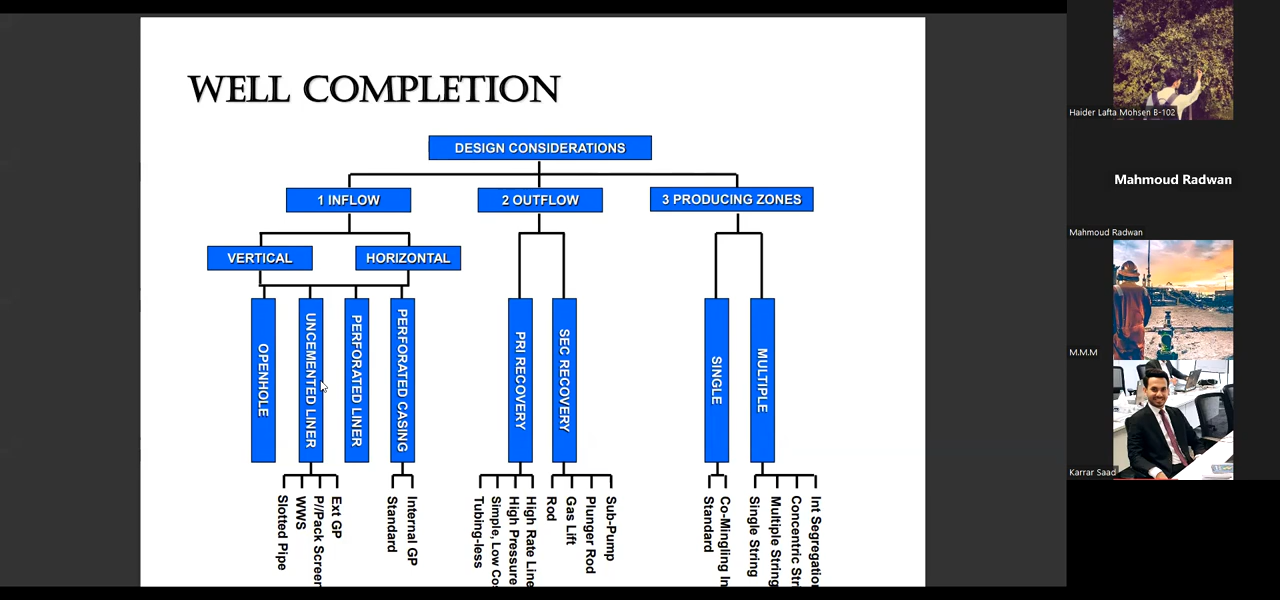 WELL COMPLETION
DESIGN CONSIDERATIONS
1 INFLOW
2 OUTFLOW
3 PRODUCING ZONES
VERTICAL
HORIZONTAL
OPENHOLE
UNCEMENTED LINER
PERFORATED LINER
PERFORATED CASING
PRI RECOVERY
SEC RECOVERY
SINGLE
MULTIPLE
Slotted Pipe
WWS
P//Pack Screen
Ext GP
Standard
Internal GP
Tubing-less
Simple, Low Co
High Pressure
High Rate Line
Rod
Gas Lift
Plunger Rod
Sub-Pump
Standard
Co-Mingling In
Single String
Multiple String
Concentric Str
Int Segregatio
Haider Lafta Mohsen B-102
Mahmoud Radwan
Mahmoud Radwan
M.M.M
Karrar Saad